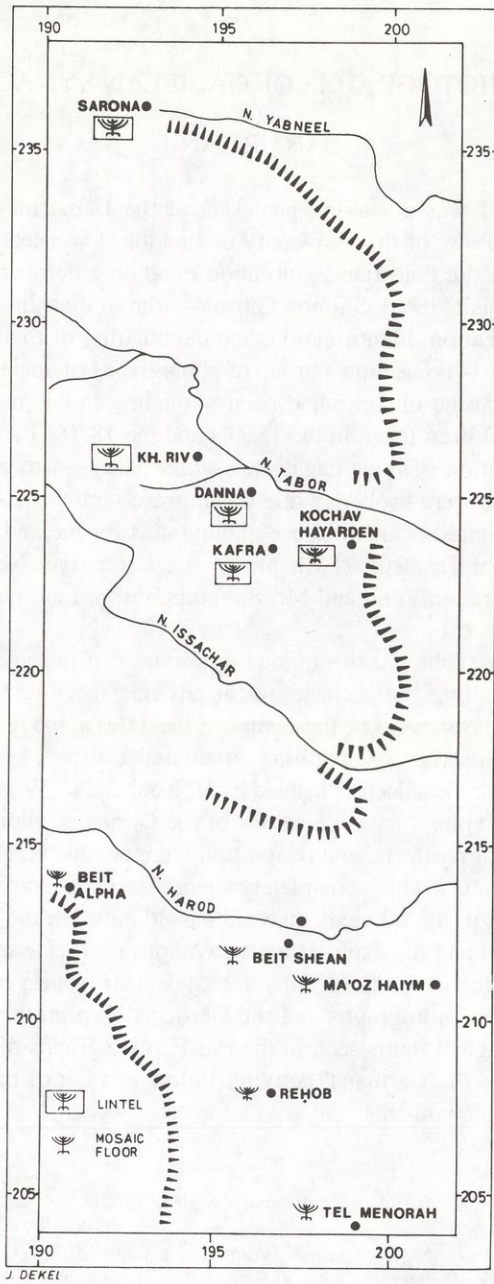 190 195 200
SARONA
N. YABNEEL
235 235
230 230
KH. RIV
N. TABOR
225 225
DANNA
KOCHAV
HAYARDEN
KAFRA
N. ISSACHAR
220 220
215 215
BEIT
ALPHA
N. HAROD
BEIT SHEAN
MA'OZ HAIYM
210 210
REḤOB
LINTEL
MOSAIC
FLOOR
205 205
TEL MENORAH
190 195 200
J. DEKEL